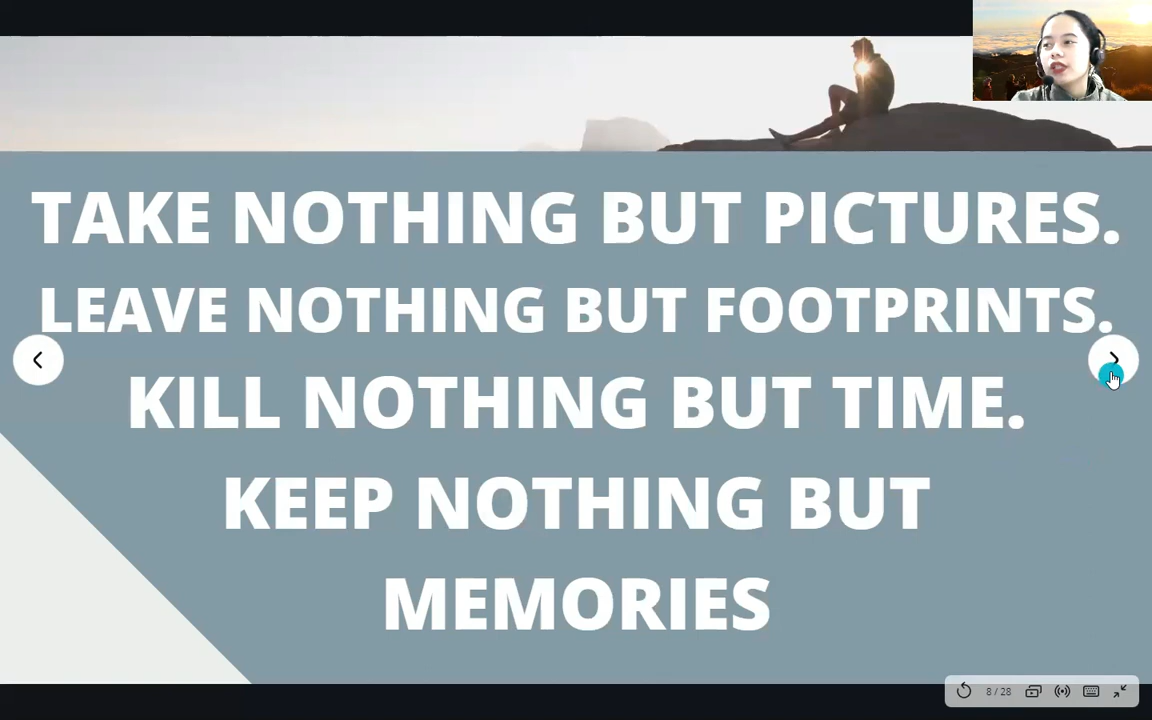 TAKE NOTHING BUT PICTURES.
LEAVE NOTHING BUT FOOTPRINTS.
KILL NOTHING BUT TIME.
KEEP NOTHING BUT
MEMORIES
8 / 28